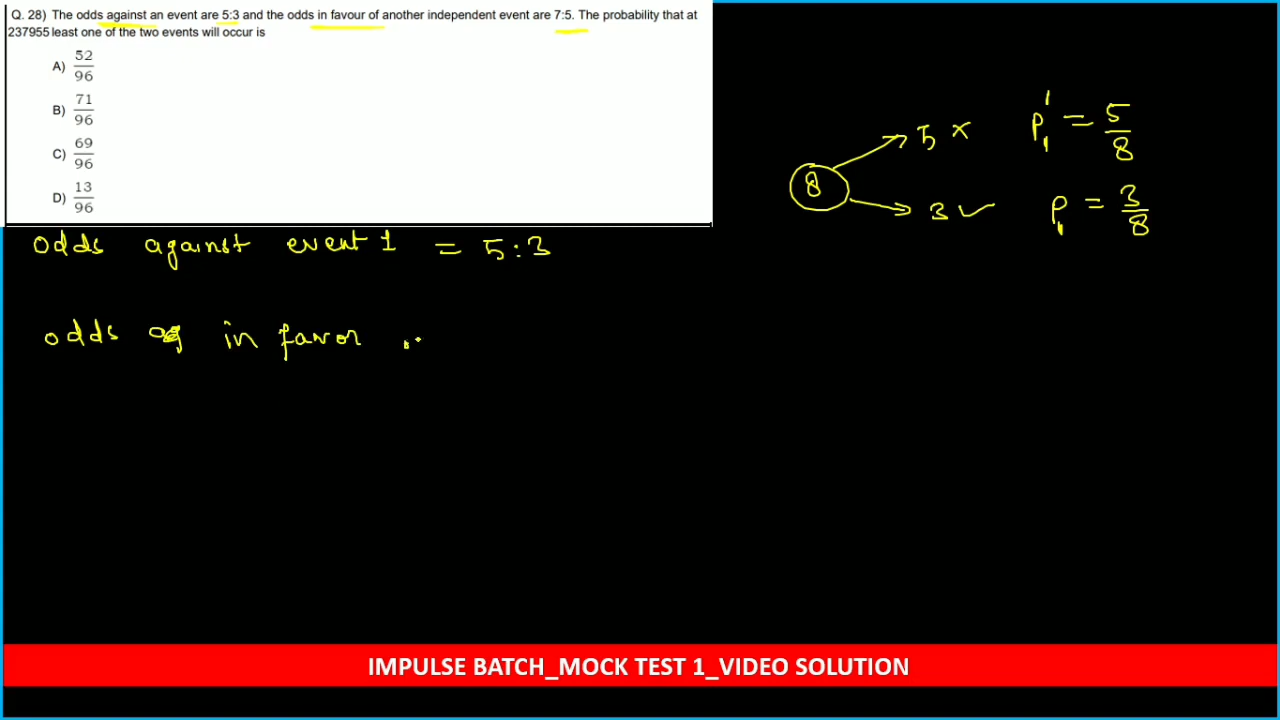 Q. 28) The odds against an event are 5:3 and the odds in favour of another independent event are 7:5. The probability that at
237955 least one of the two events will occur is
A) 52/96
B) 71/96
C) 69/96
D) 13/96
8
5 ×
P₁' = 5/8
3 ✓
P₁ = 3/8
odds against event 1 = 5:3
odds in favor
IMPULSE BATCH_MOCK TEST 1_VIDEO SOLUTION